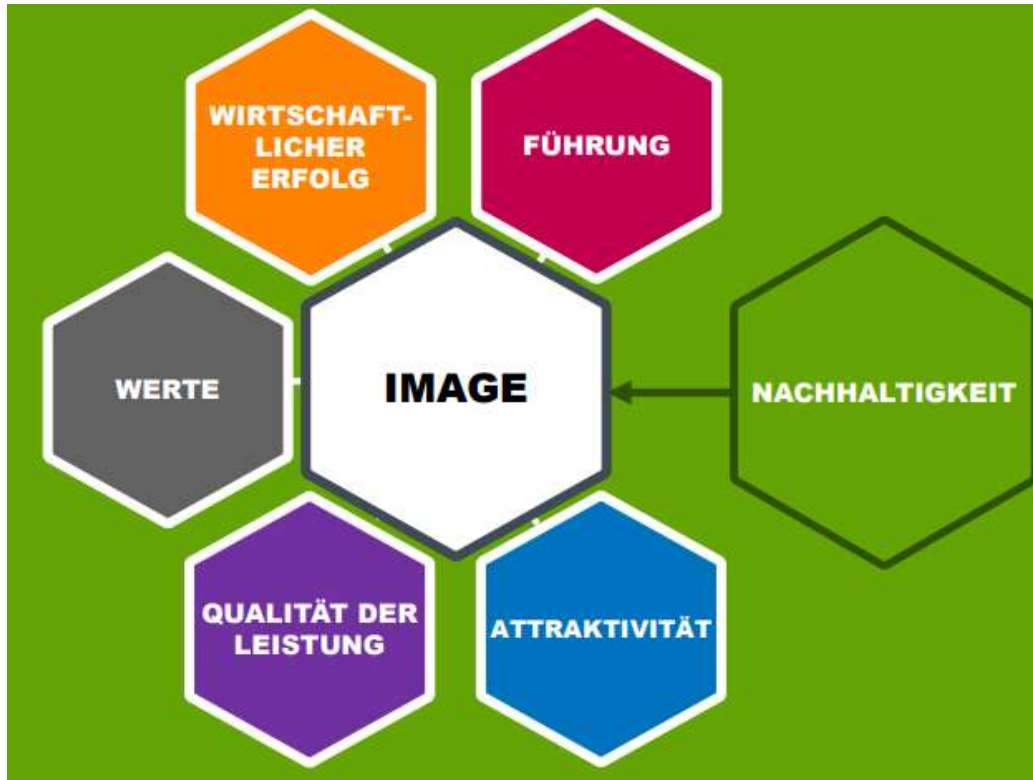 WIRTSCHAFT-
LICHER
ERFOLG
FÜHRUNG
WERTE
IMAGE
NACHHALTIGKEIT
QUALITÄT DER
LEISTUNG
ATTRAKTIVITÄT